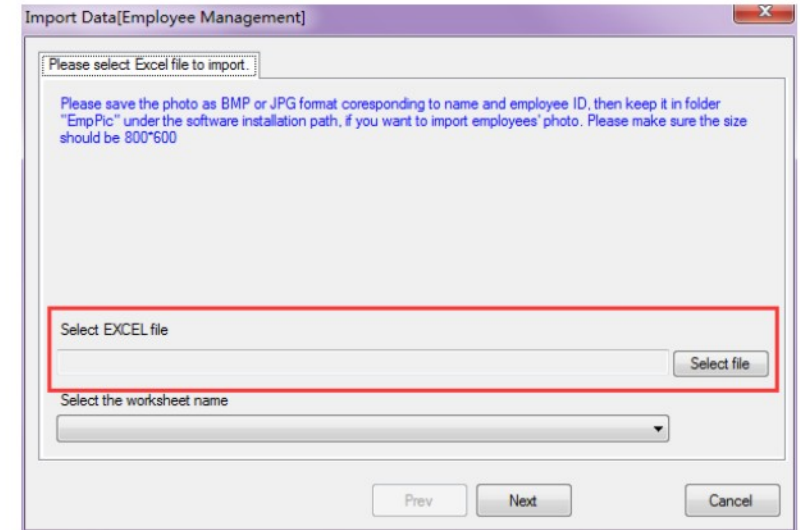 Import Data[Employee Management]
Please select Excel file to import.
Please save the photo as BMP or JPG format coresponding to name and employee ID, then keep it in folder
"EmpPic" under the software installation path, if you want to import employees' photo. Please make sure the size
should be 800*600
Select EXCEL file
Select file
Select the worksheet name
Prev
Next
Cancel